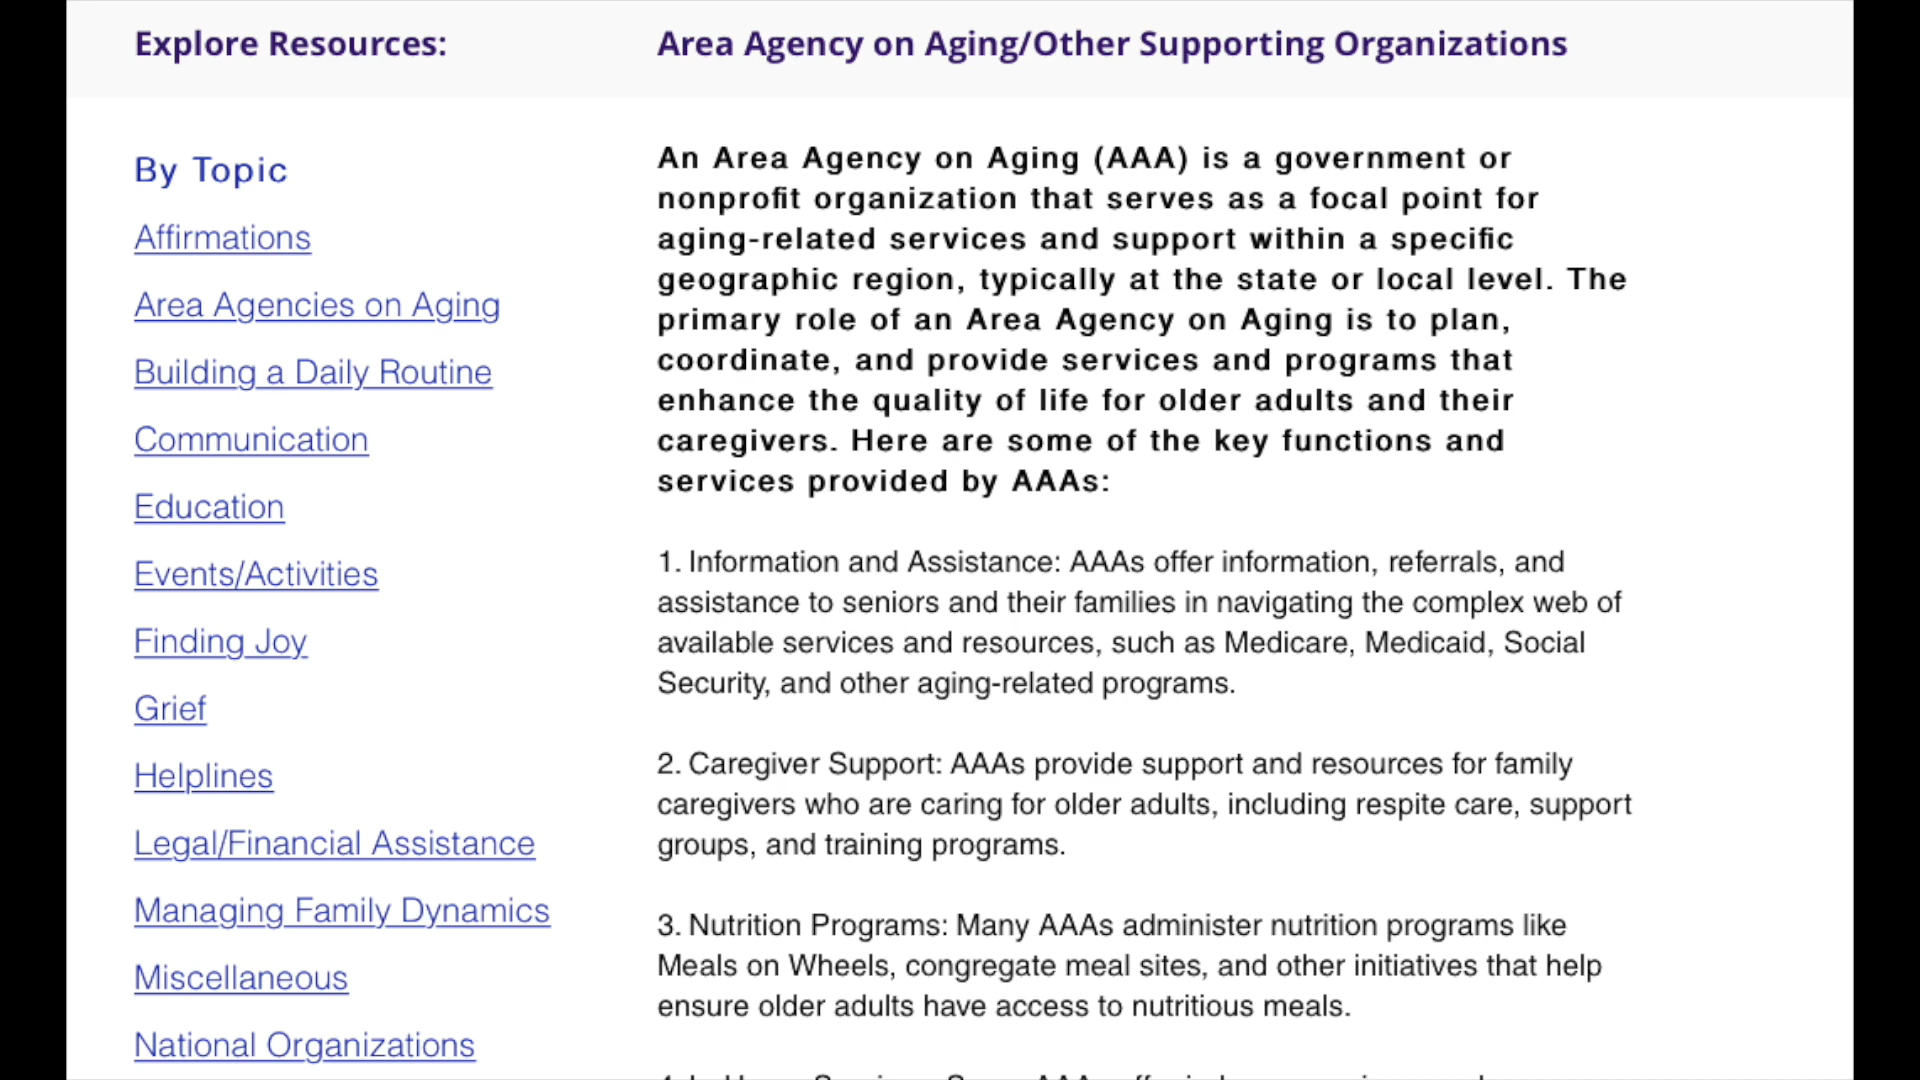 Explore Resources:
Area Agency on Aging/Other Supporting Organizations
By Topic
Affirmations
Area Agencies on Aging
Building a Daily Routine
Communication
Education
Events/Activities
Finding Joy
Grief
Helplines
Legal/Financial Assistance
Managing Family Dynamics
Miscellaneous
National Organizations
An Area Agency on Aging (AAA) is a government or
nonprofit organization that serves as a focal point for
aging-related services and support within a specific
geographic region, typically at the state or local level. The
primary role of an Area Agency on Aging is to plan,
coordinate, and provide services and programs that
enhance the quality of life for older adults and their
caregivers. Here are some of the key functions and
services provided by AAAs:
1. Information and Assistance: AAAs offer information, referrals, and
assistance to seniors and their families in navigating the complex web of
available services and resources, such as Medicare, Medicaid, Social
Security, and other aging-related programs.
2. Caregiver Support: AAAs provide support and resources for family
caregivers who are caring for older adults, including respite care, support
groups, and training programs.
3. Nutrition Programs: Many AAAs administer nutrition programs like
Meals on Wheels, congregate meal sites, and other initiatives that help
ensure older adults have access to nutritious meals.